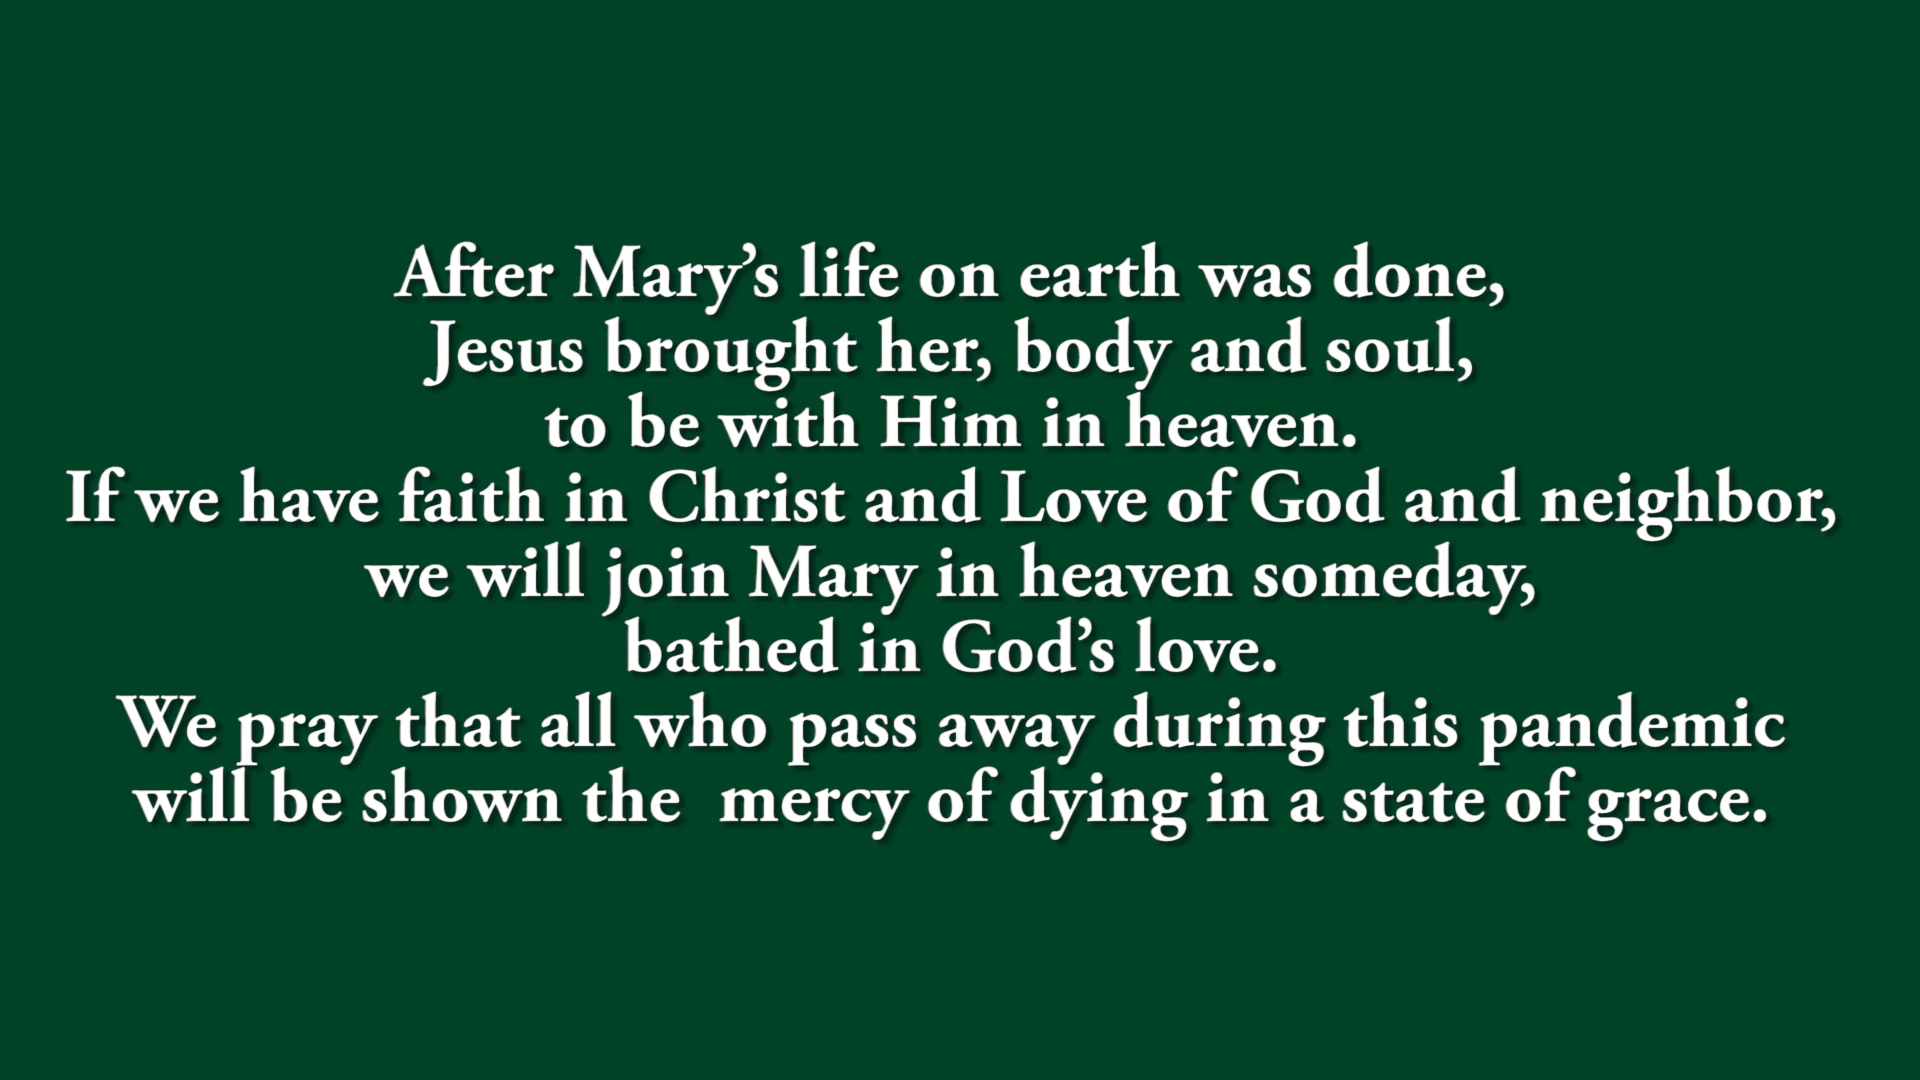 After Mary’s life on earth was done,
Jesus brought her, body and soul,
to be with Him in heaven.
If we have faith in Christ and Love of God and neighbor,
we will join Mary in heaven someday,
bathed in God’s love.
We pray that all who pass away during this pandemic
will be shown the  mercy of dying in a state of grace.